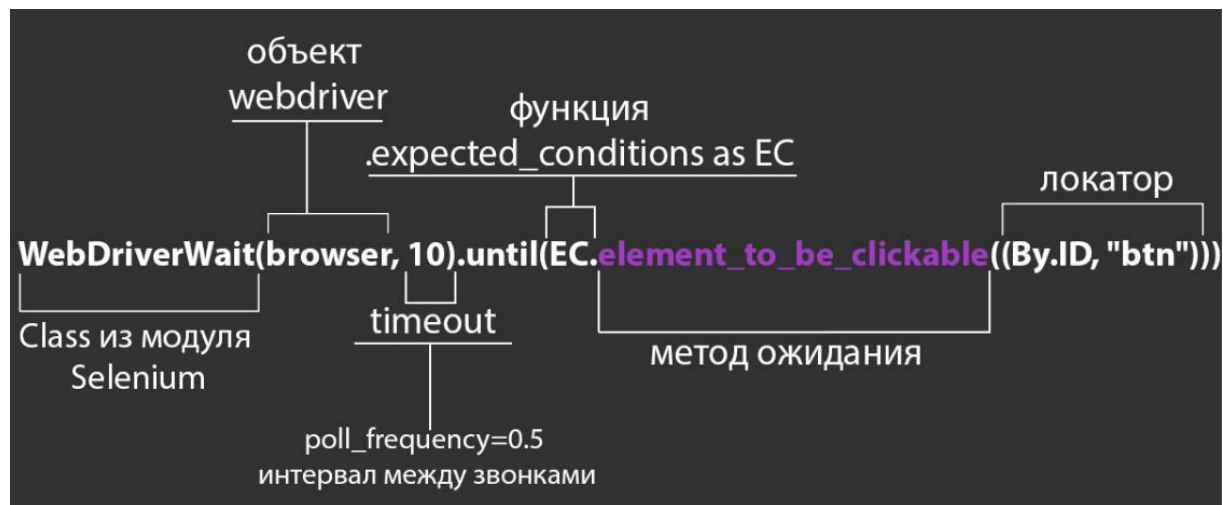 объект
webdriver
функция
.expected_conditions as EC
локатор
WebDriverWait(browser, 10).until(EC.element_to_be_clickable((By.ID, "btn")))
Class из модуля
Selenium
timeout
метод ожидания
poll_frequency=0.5
интервал между звонками